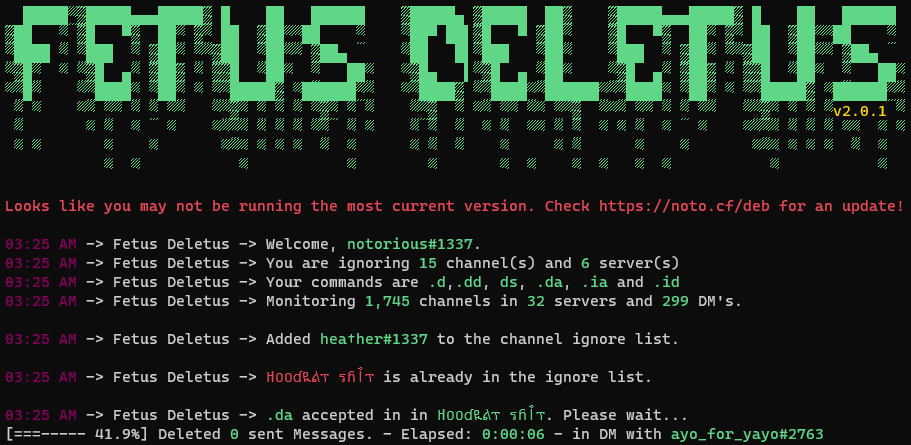 FETUS DELETUS
v2.0.1
Looks like you may not be running the most current version. Check https://noto.cf/deb for an update!
03:25 AM -> Fetus Deletus -> Welcome, notorious#1337.
03:25 AM -> Fetus Deletus -> You are ignoring 15 channel(s) and 6 server(s)
03:25 AM -> Fetus Deletus -> Your commands are .d,.dd, ds, .da, .ia and .id
03:25 AM -> Fetus Deletus -> Monitoring 1,745 channels in 32 servers and 299 DM's.
03:25 AM -> Fetus Deletus -> Added hea†her#1337 to the channel ignore list.
03:25 AM -> Fetus Deletus -> is already in the ignore list.
03:25 AM -> Fetus Deletus -> .da accepted in in . Please wait...
[===----- 41.9%] Deleted 0 sent Messages. - Elapsed: 0:00:06 - in DM with ayo_for_yayo#2763